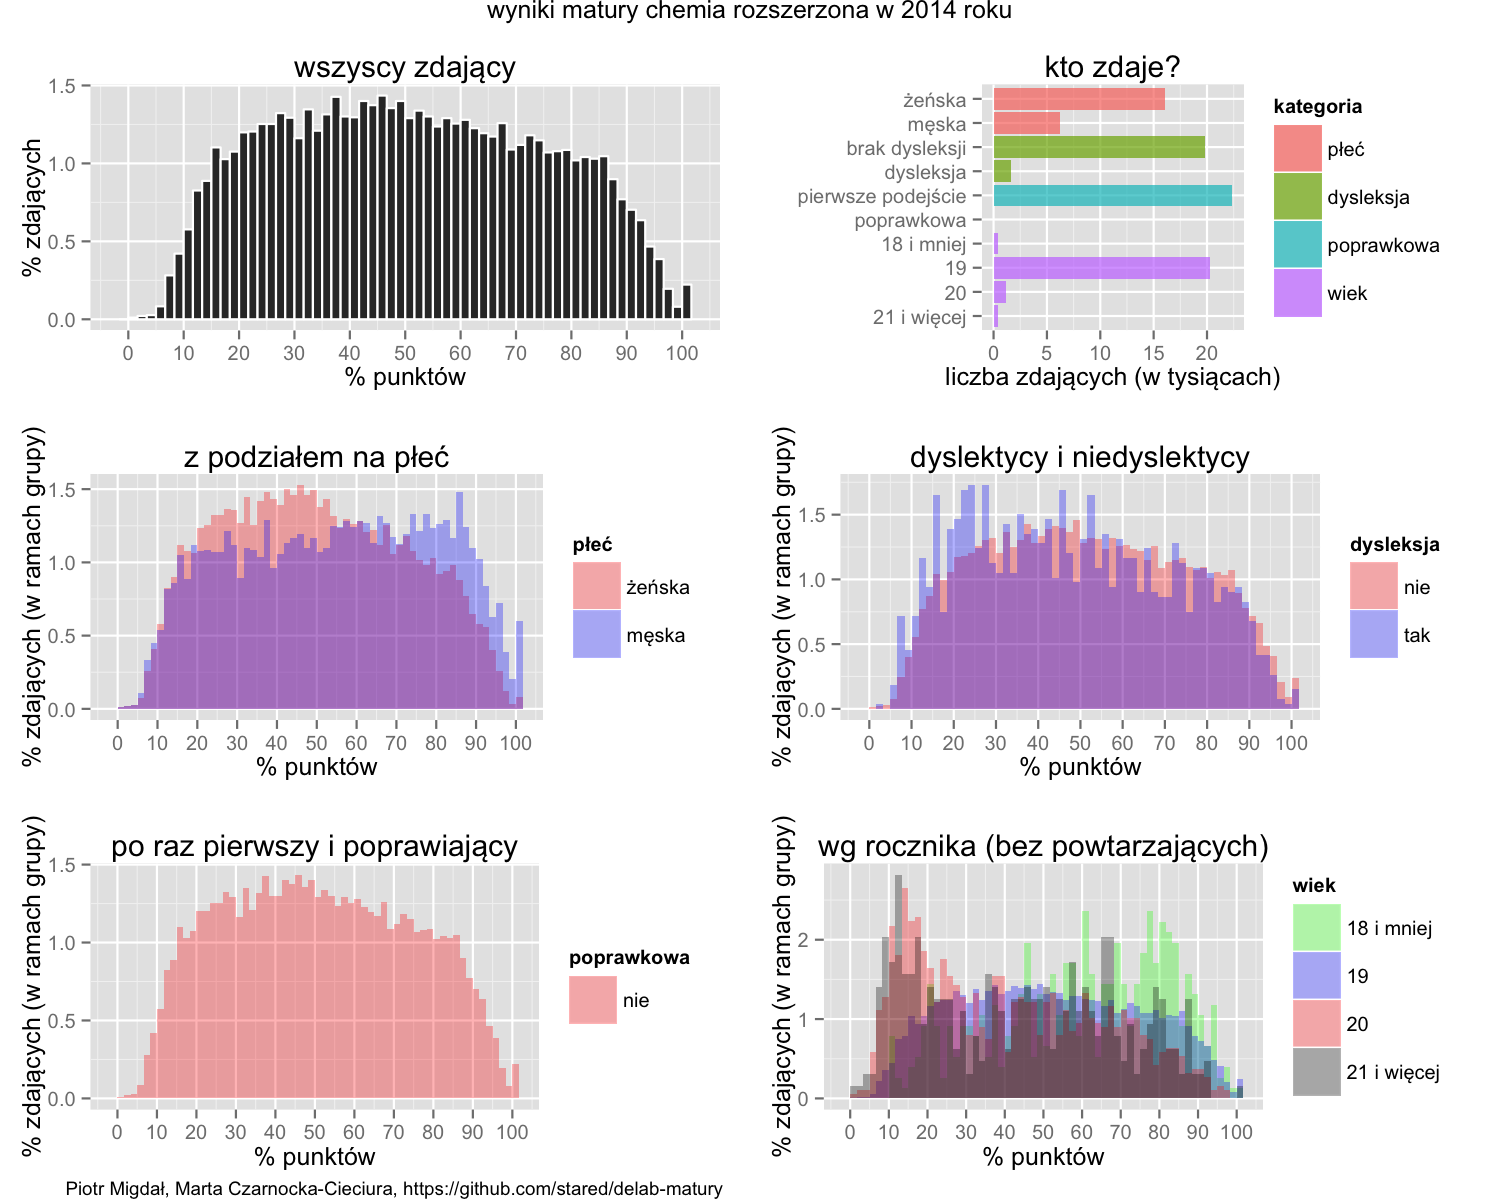 wyniki matury chemia rozszerzona w 2014 roku
wszyscy zdający
% zdających
1.5
1.0
0.5
0.0
0 10 20 30 40 50 60 70 80 90 100
% punktów
kto zdaje?
żeńska
męska
brak dysleksji
dysleksja
pierwsze podejście
poprawkowa
18 i mniej
19
20
21 i więcej
0 5 10 15 20
liczba zdających (w tysiącach)
kategoria
płeć
dysleksja
poprawkowa
wiek
z podziałem na płeć
% zdających (w ramach grupy)
1.5
1.0
0.5
0.0
0 10 20 30 40 50 60 70 80 90 100
% punktów
płeć
żeńska
męska
dyslektycy i niedyslektycy
% zdających (w ramach grupy)
1.5
1.0
0.5
0.0
0 10 20 30 40 50 60 70 80 90 100
% punktów
dysleksja
nie
tak
po raz pierwszy i poprawiający
% zdających (w ramach grupy)
1.5
1.0
0.5
0.0
0 10 20 30 40 50 60 70 80 90 100
% punktów
poprawkowa
nie
wg rocznika (bez powtarzających)
% zdających (w ramach grupy)
2
1
0
0 10 20 30 40 50 60 70 80 90 100
% punktów
wiek
18 i mniej
19
20
21 i więcej
Piotr Migdał, Marta Czarnocka-Cieciura, https://github.com/stared/delab-matury